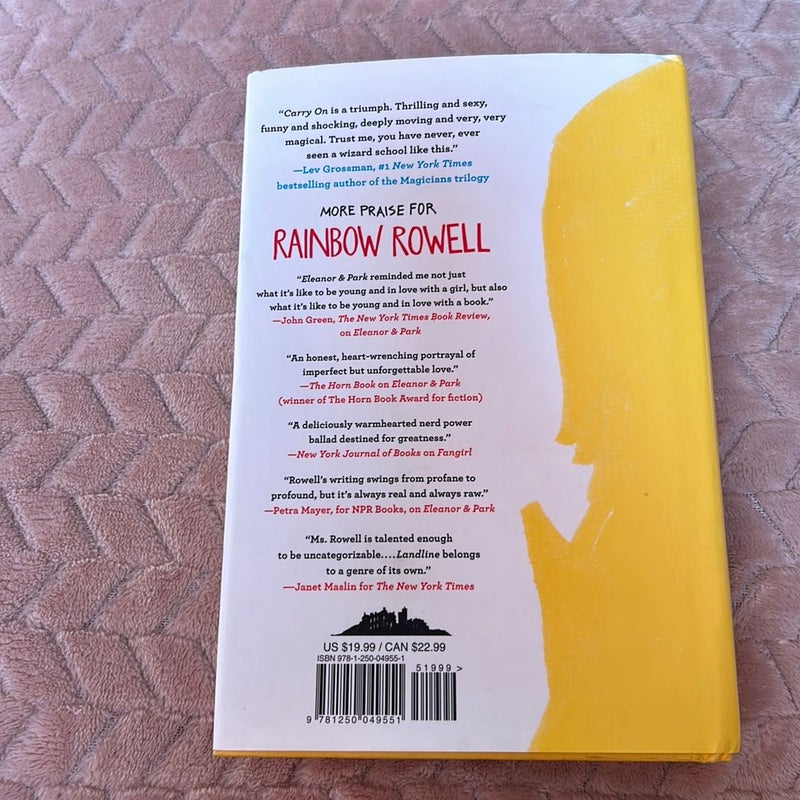 “Carry On is a triumph. Thrilling and sexy,
funny and shocking, deeply moving and very, very
magical. Trust me, you have never, ever
seen a wizard school like this.”
—Lev Grossman, #1 New York Times
bestselling author of the Magicians trilogy
MORE PRAISE FOR
RAINBOW ROWELL
“Eleanor & Park reminded me not just
what it’s like to be young and in love with a girl, but also
what it’s like to be young and in love with a book.”
—John Green, The New York Times Book Review,
on Eleanor & Park
“An honest, heart-wrenching portrayal of
imperfect but unforgettable love.”
—The Horn Book on Eleanor & Park
(winner of The Horn Book Award for fiction)
“A deliciously warmhearted nerd power
ballad destined for greatness.”
—New York Journal of Books on Fangirl
“Rowell’s writing swings from profane to
profound, but it’s always real and always raw.”
—Petra Mayer, for NPR Books, on Eleanor & Park
“Ms. Rowell is talented enough
to be uncategorizable....Landline belongs
to a genre of its own.”
—Janet Maslin for The New York Times
US $19.99 / CAN $22.99
ISBN 978-1-250-04955-1
51999>
9 781250 049551